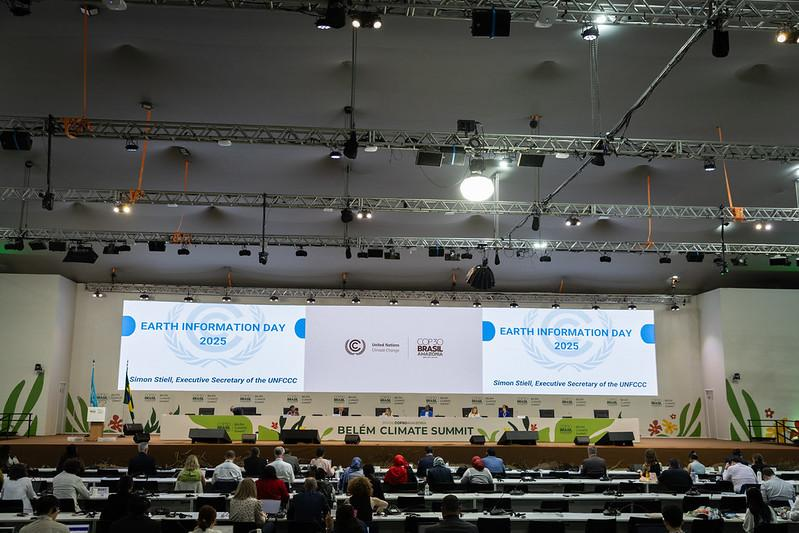 EARTH INFORMATION DAY
2025
Simon Stiell, Executive Secretary of the UNFCCC
United Nations
Climate Change
COP30
BRASIL
AMAZÔNIA
EARTH INFORMATION DAY
2025
Simon Stiell, Executive Secretary of the UNFCCC
BELÉM CLIMATE SUMMIT